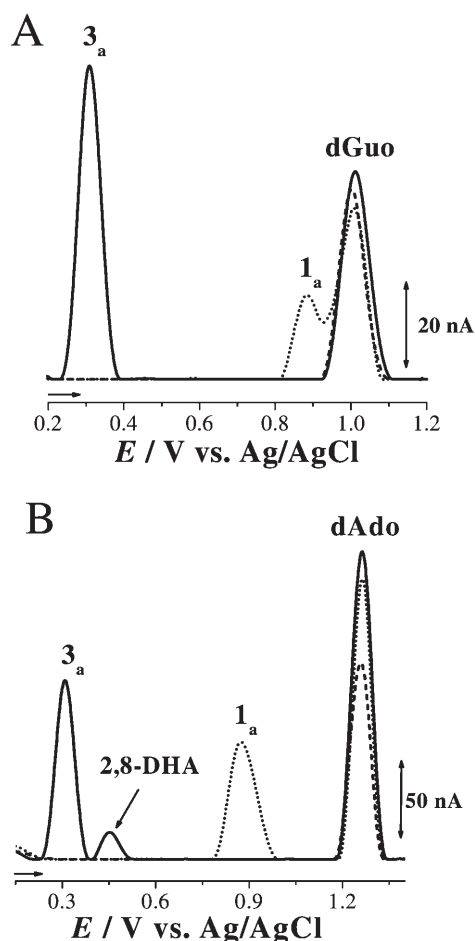 A
3a
dGuo
1a
20 nA
0.2 0.4 0.6 0.8 1.0 1.2
E / V vs. Ag/AgCl
B
dAdo
3a
1a
2,8-DHA
50 nA
0.3 0.6 0.9 1.2
E / V vs. Ag/AgCl